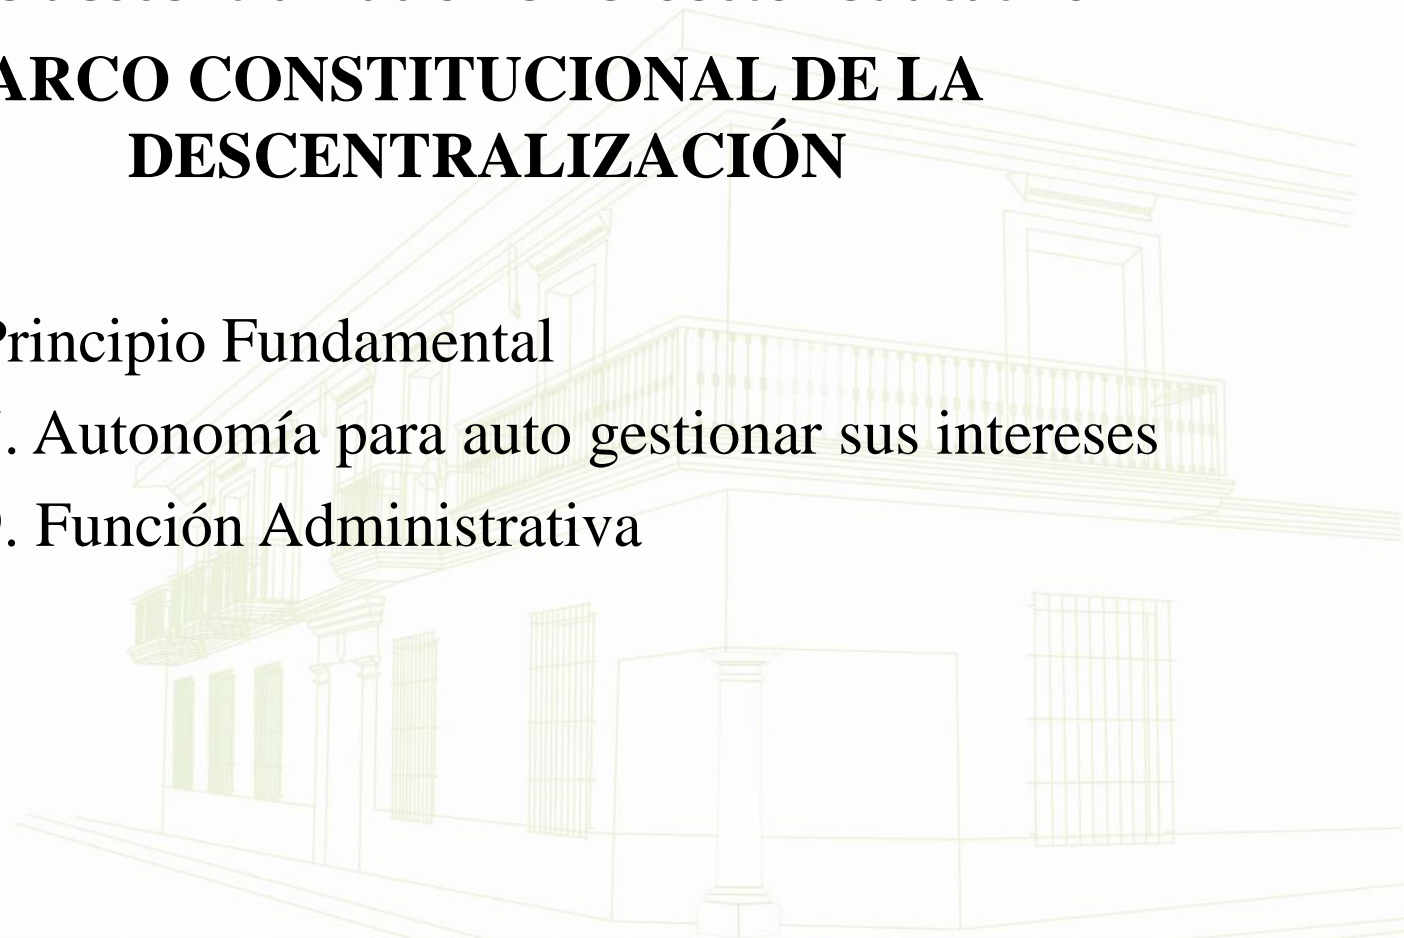 ARCO CONSTITUCIONAL DE LA
DESCENTRALIZACIÓN
Principio Fundamental
. Autonomía para auto gestionar sus intereses
. Función Administrativa